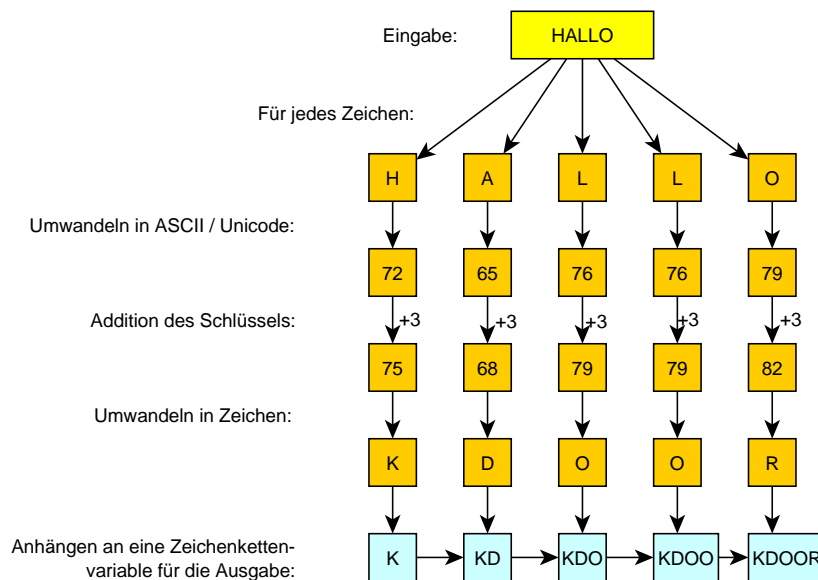 Eingabe: HALLO
Für jedes Zeichen:
H A L L O
Umwandeln in ASCII / Unicode:
72 65 76 76 79
Addition des Schlüssels: +3 +3 +3 +3 +3
75 68 79 79 82
Umwandeln in Zeichen:
K D O O R
Anhängen an eine Zeichenketten-
variable für die Ausgabe:
K KD KDO KDOO KDOOR